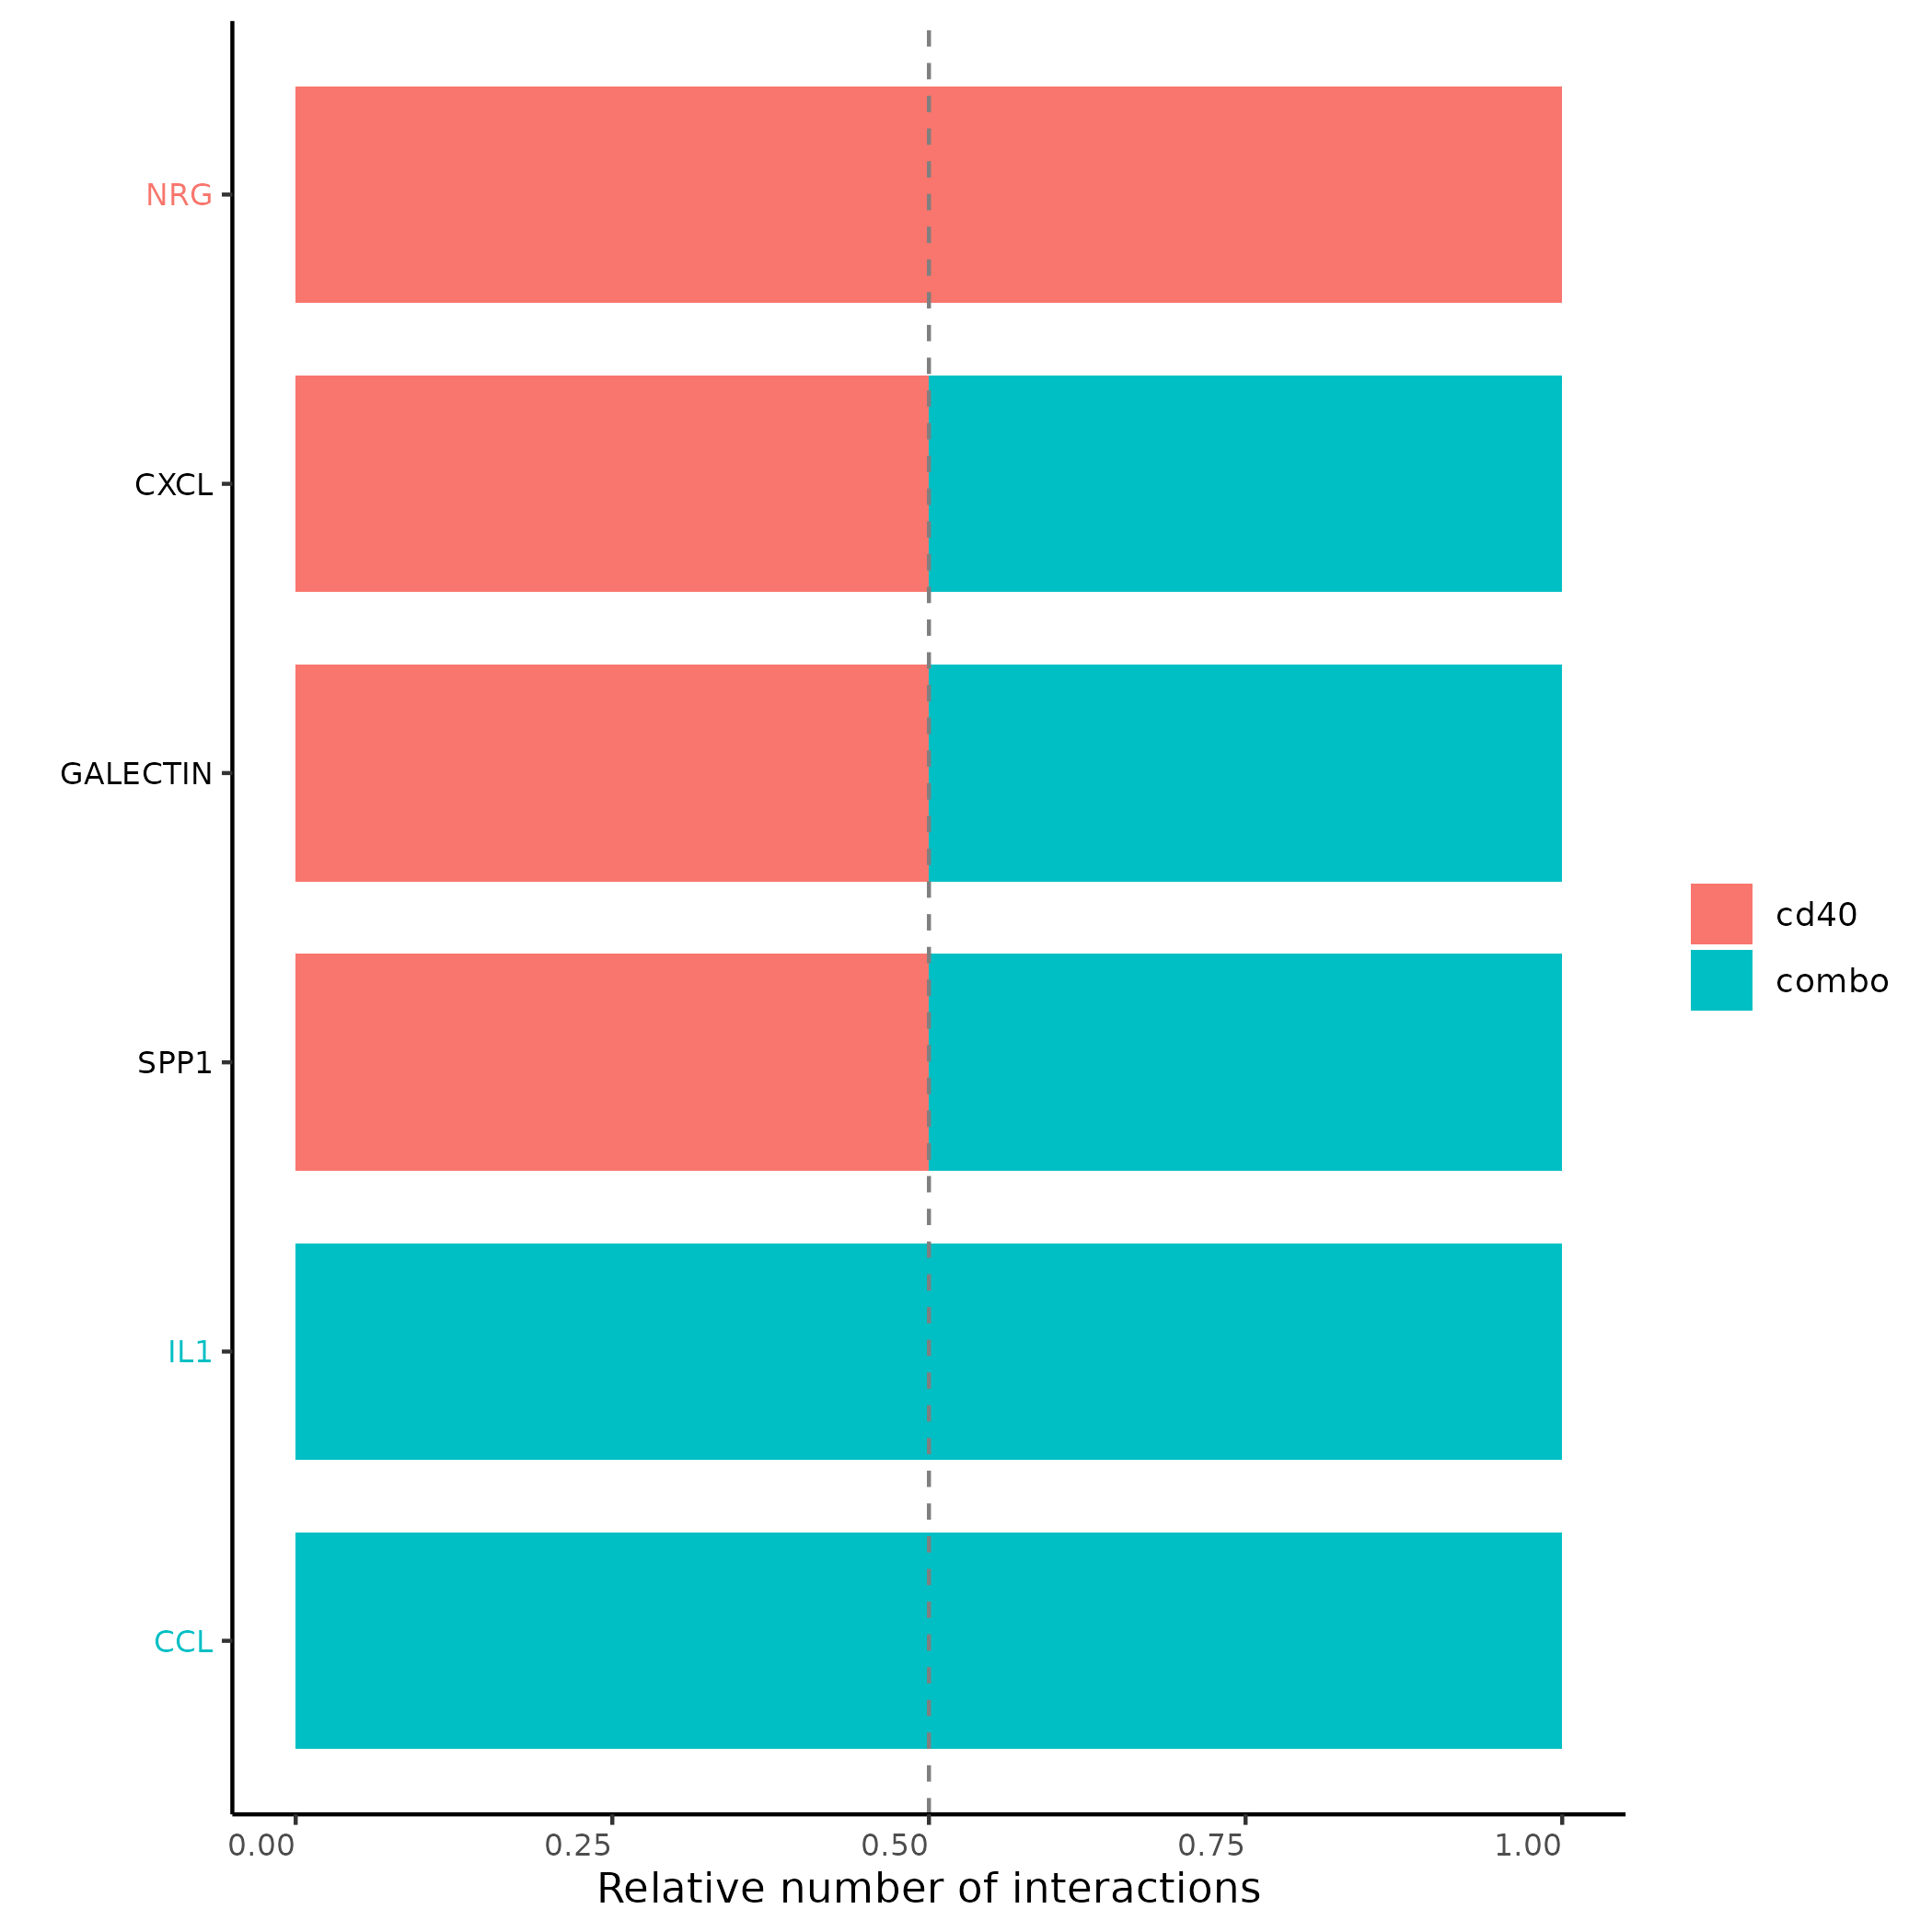 NRG
CXCL
GALECTIN
SPP1
IL1
CCL
cd40
combo
0.00 0.25 0.50 0.75 1.00
Relative number of interactions